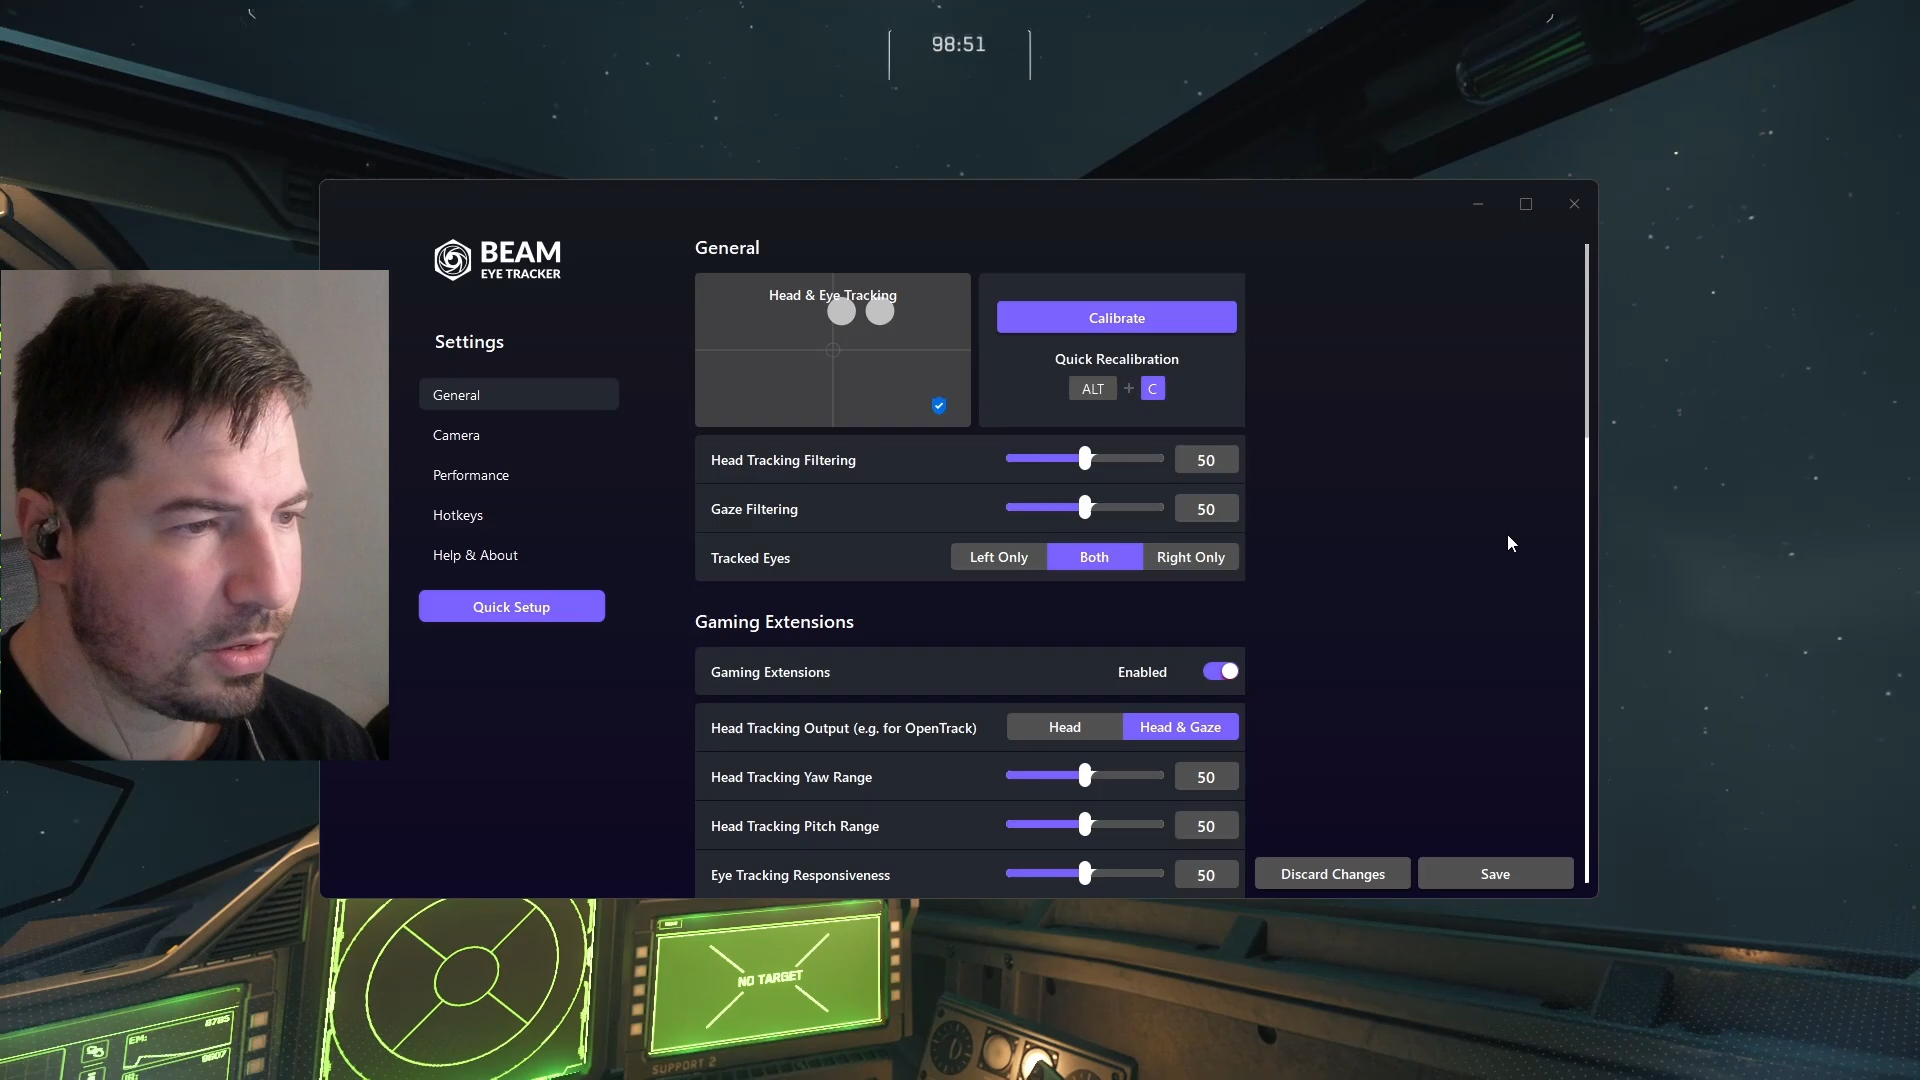 98:51
BEAM
EYE TRACKER
Settings
General
Camera
Performance
Hotkeys
Help & About
Quick Setup
General
Head & Eye Tracking
Calibrate
Quick Recalibration
ALT + C
Head Tracking Filtering 50
Gaze Filtering 50
Tracked Eyes Left Only Both Right Only
Gaming Extensions
Gaming Extensions Enabled
Head Tracking Output (e.g. for OpenTrack) Head Head & Gaze
Head Tracking Yaw Range 50
Head Tracking Pitch Range 50
Eye Tracking Responsiveness 50
Discard Changes Save
NO TARGET
SUPPORT 2
8785
EM:
9807